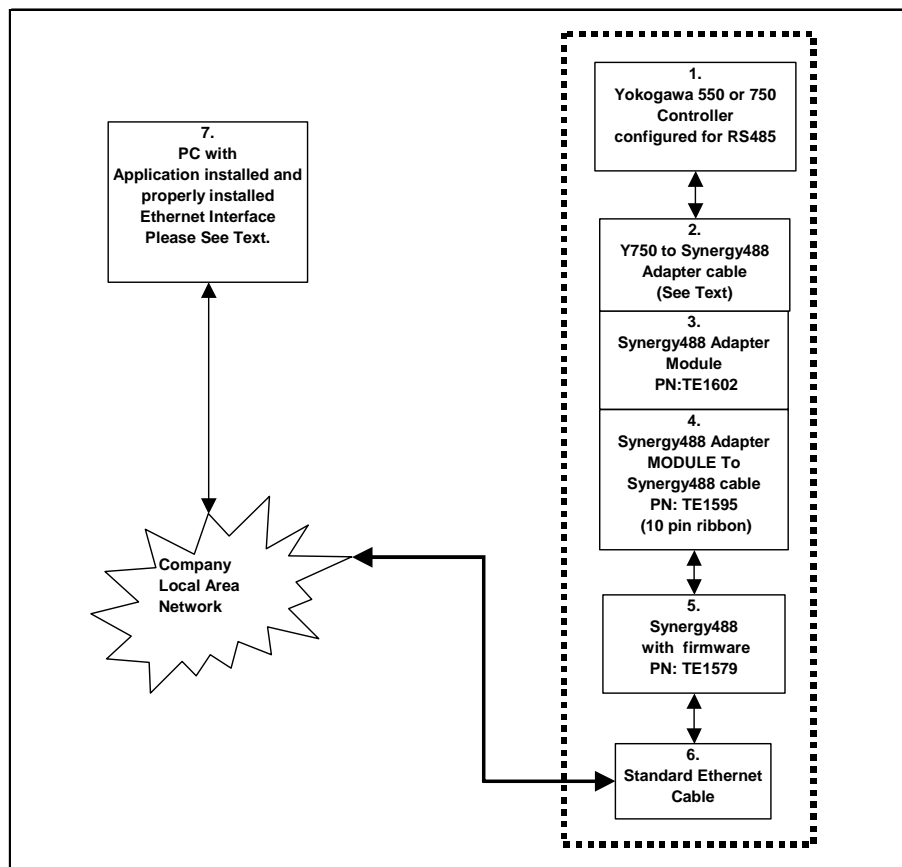 1.
Yokogawa 550 or 750
Controller
configured for RS485
7.
PC with
Application installed and
properly installed
Ethernet Interface
Please See Text.
2.
Y750 to Synergy488
Adapter cable
(See Text)
3.
Synergy488 Adapter
Module
PN:TE1602
4.
Synergy488 Adapter
MODULE To
Synergy488 cable
PN: TE1595
(10 pin ribbon)
Company
Local Area
Network
5.
Synergy488
with firmware
PN: TE1579
6.
Standard Ethernet
Cable